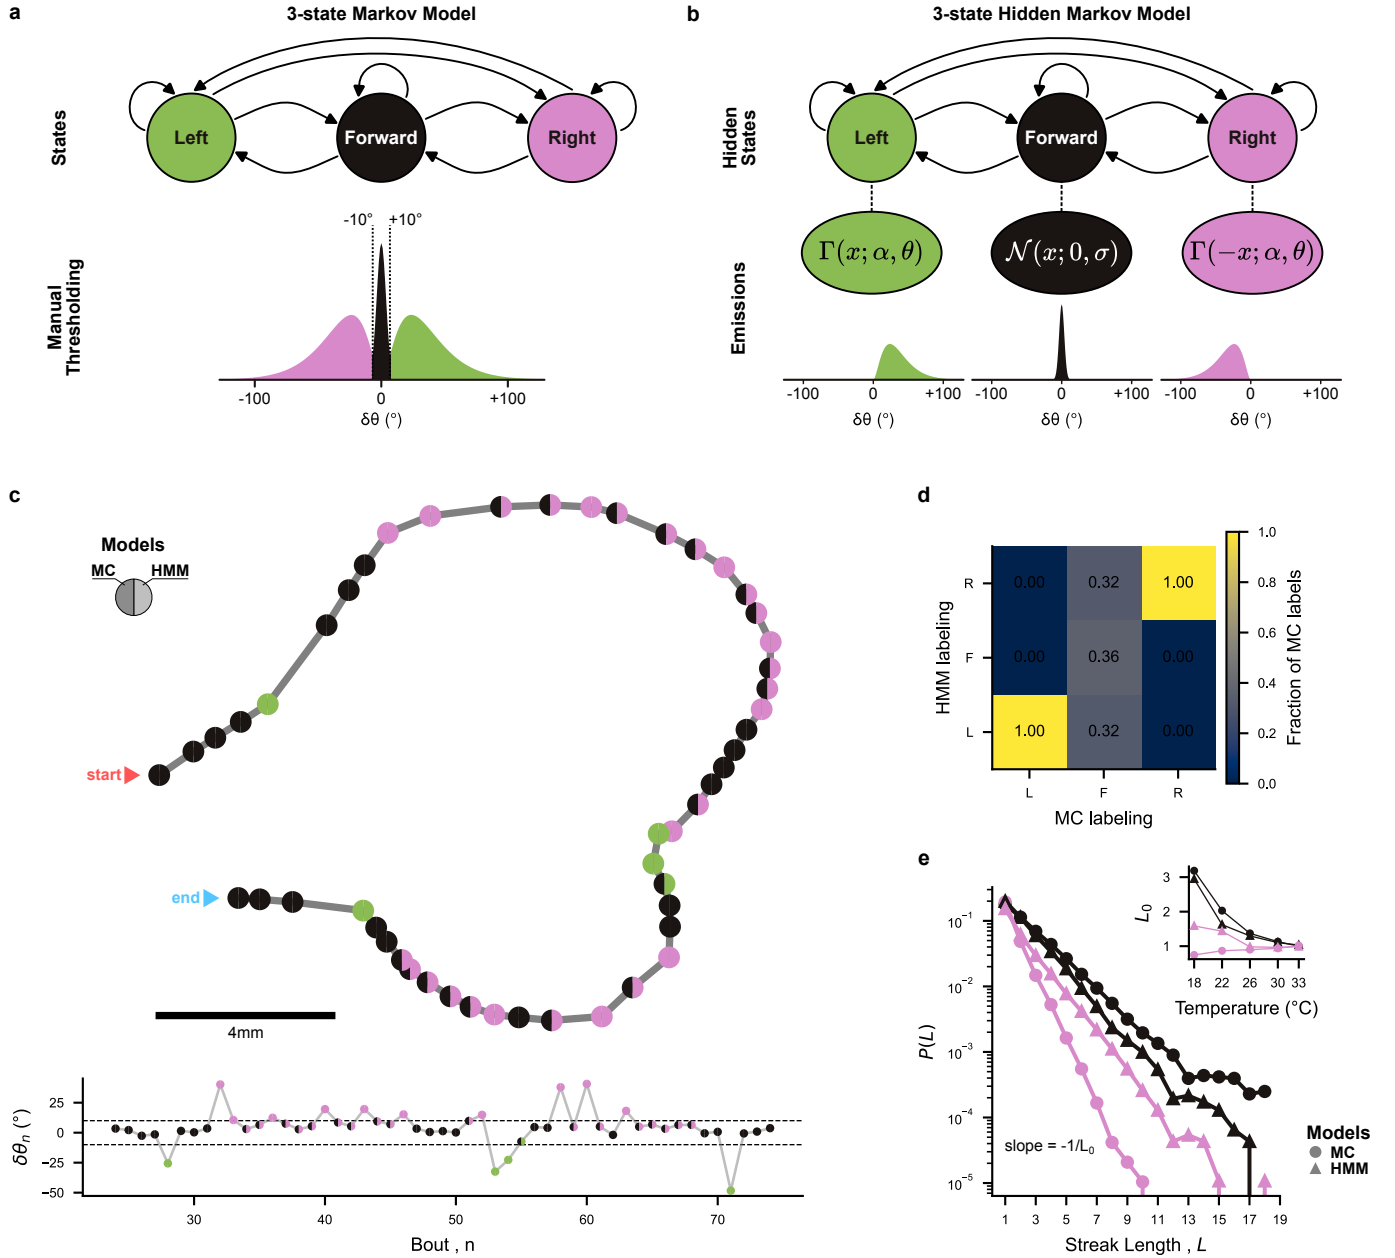 a
3-state Markov Model
States
Left
Forward
Right
-10°
+10°
Manual
Thresholding
-100
0
+100
δθ (°)
b
3-state Hidden Markov Model
Hidden
States
Left
Forward
Right
Γ(x; α, θ)
𝒩(x; 0, σ)
Γ(−x; α, θ)
Emissions
-100
0
+100
-100
0
+100
-100
0
+100
δθ (°)
δθ (°)
δθ (°)
c
Models
MC
HMM
start
end
4mm
δθn (°)
25
0
−25
−50
30
40
50
60
70
Bout , n
d
HMM labeling
R
F
L
0.00
0.32
1.00
0.00
0.36
0.00
1.00
0.32
0.00
L
F
R
MC labeling
1.0
0.8
0.6
0.4
0.2
0.0
Fraction of MC labels
e
P(L)
10⁻¹
10⁻²
10⁻³
10⁻⁴
10⁻⁵
slope = -1/L₀
1
3
5
7
9
11
13
15
17
19
Streak Length , L
L₀
3
2
1
18
22
26
30
33
Temperature (°C)
Models
MC
HMM